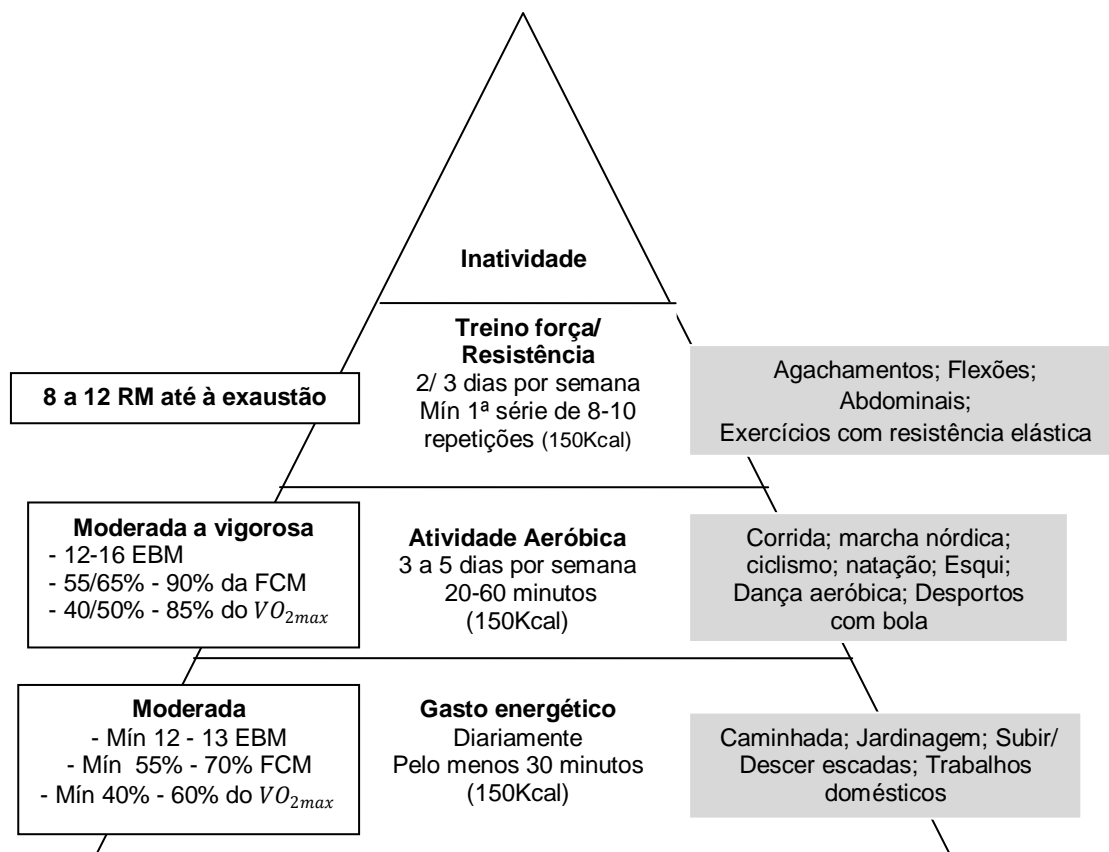 Inatividade
Treino força/
Resistência
2/ 3 dias por semana
Mín 1ª série de 8-10
repetições (150Kcal)
8 a 12 RM até à exaustão
Agachamentos; Flexões;
Abdominais;
Exercícios com resistência elástica
Moderada a vigorosa
- 12-16 EBM
- 55/65% - 90% da FCM
- 40/50% - 85% do VO2max
Atividade Aeróbica
3 a 5 dias por semana
20-60 minutos
(150Kcal)
Corrida; marcha nórdica;
ciclismo; natação; Esqui;
Dança aeróbica; Desportos
com bola
Moderada
- Mín 12 - 13 EBM
- Mín 55% - 70% FCM
- Mín 40% - 60% do VO2max
Gasto energético
Diariamente
Pelo menos 30 minutos
(150Kcal)
Caminhada; Jardinagem; Subir/
Descer escadas; Trabalhos
domésticos